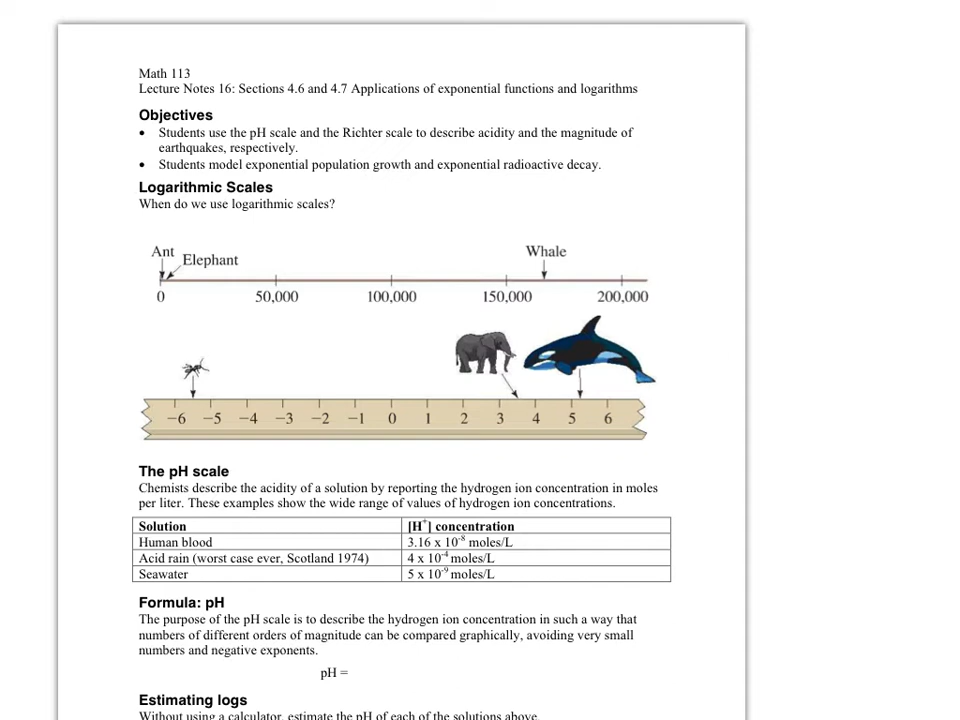 Math 113
Lecture Notes 16: Sections 4.6 and 4.7 Applications of exponential functions and logarithms
Objectives
• Students use the pH scale and the Richter scale to describe acidity and the magnitude of
earthquakes, respectively.
• Students model exponential population growth and exponential radioactive decay.
Logarithmic Scales
When do we use logarithmic scales?
Ant Elephant Whale
0 50,000 100,000 150,000 200,000
−6 −5 −4 −3 −2 −1 0 1 2 3 4 5 6
The pH scale
Chemists describe the acidity of a solution by reporting the hydrogen ion concentration in moles
per liter. These examples show the wide range of values of hydrogen ion concentrations.
Solution [H⁺] concentration
Human blood 3.16 x 10⁻⁸ moles/L
Acid rain (worst case ever, Scotland 1974) 4 x 10⁻⁴ moles/L
Seawater 5 x 10⁻⁹ moles/L
Formula: pH
The purpose of the pH scale is to describe the hydrogen ion concentration in such a way that
numbers of different orders of magnitude can be compared graphically, avoiding very small
numbers and negative exponents.
pH =
Estimating logs
Without using a calculator, estimate the pH of each of the solutions above.